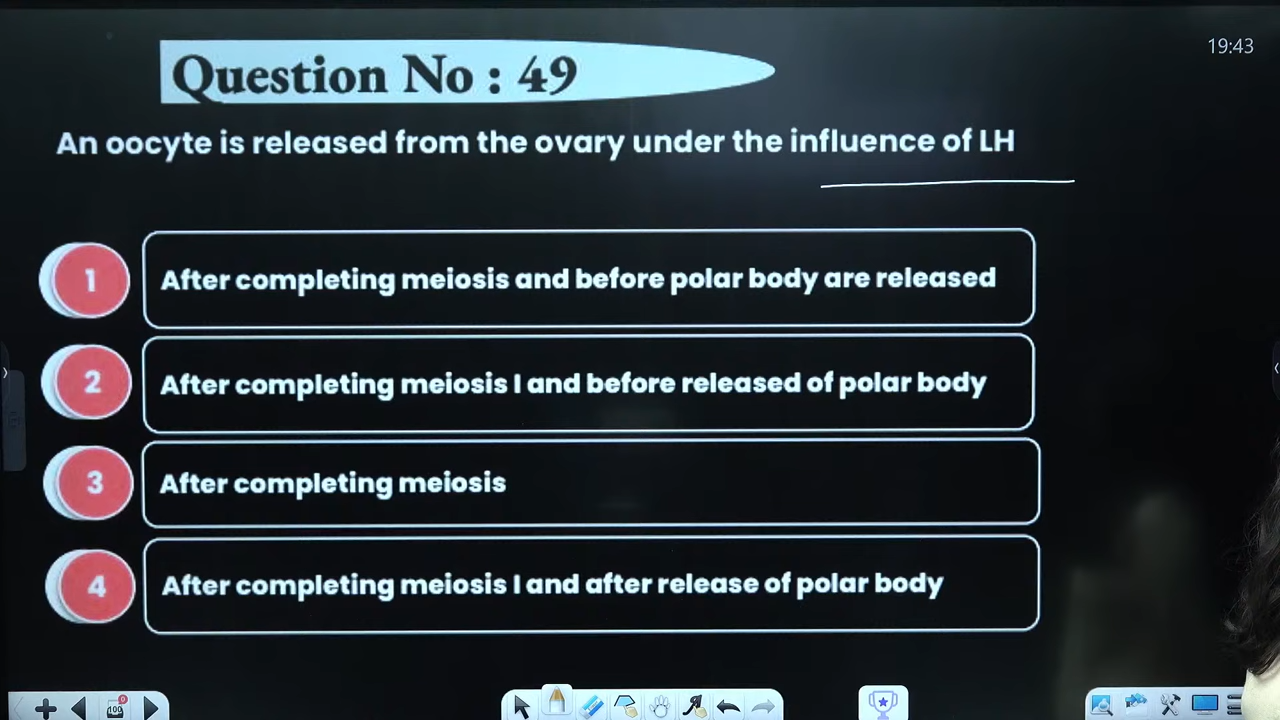 19:43
Question No : 49
An oocyte is released from the ovary under the influence of LH
1
After completing meiosis and before polar body are released
2
After completing meiosis I and before released of polar body
3
After completing meiosis
4
After completing meiosis I and after release of polar body
0
100